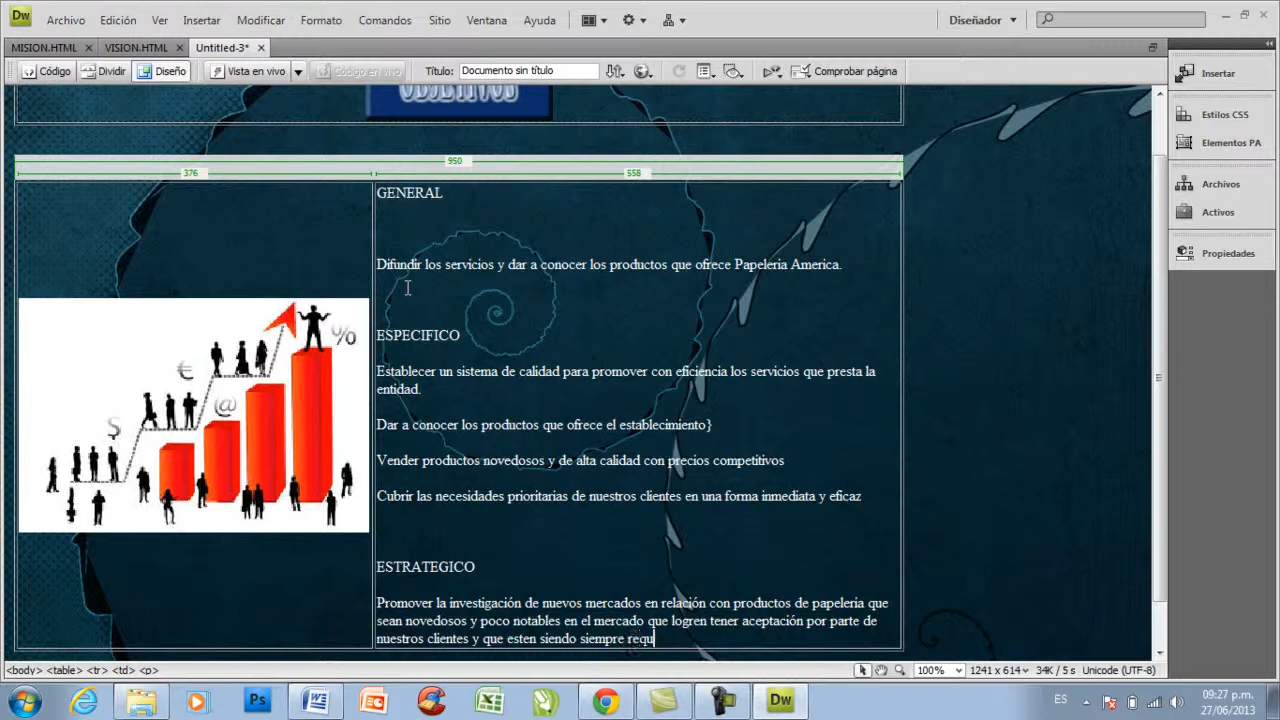 Dw Archivo Edición Ver Insertar Modificar Formato Comandos Sitio Ventana Ayuda Diseñador
MISION.HTML VISION.HTML Untitled-3*
Código Dividir Diseño Vista en vivo Código en vivo Título: Documento sin título Comprobar página
OBJETIVOS
950
376 558
GENERAL
Difundir los servicios y dar a conocer los productos que ofrece Papeleria America.
ESPECIFICO
Establecer un sistema de calidad para promover con eficiencia los servicios que presta la
entidad.
Dar a conocer los productos que ofrece el establecimiento}
Vender productos novedosos y de alta calidad con precios competitivos
Cubrir las necesidades prioritarias de nuestros clientes en una forma inmediata y eficaz
ESTRATEGICO
Promover la investigación de nuevos mercados en relación con productos de papeleria que
sean novedosos y poco notables en el mercado que logren tener aceptación por parte de
nuestros clientes y que esten siendo siempre requ
%
€
@
$
Insertar
Estilos CSS
Elementos PA
Archivos
Activos
Propiedades
<body> <table> <tr> <td> <p> 100% 1241 x 614 34K / 5 s Unicode (UTF-8)
Ps Dw ES 09:27 p.m.
27/06/2013